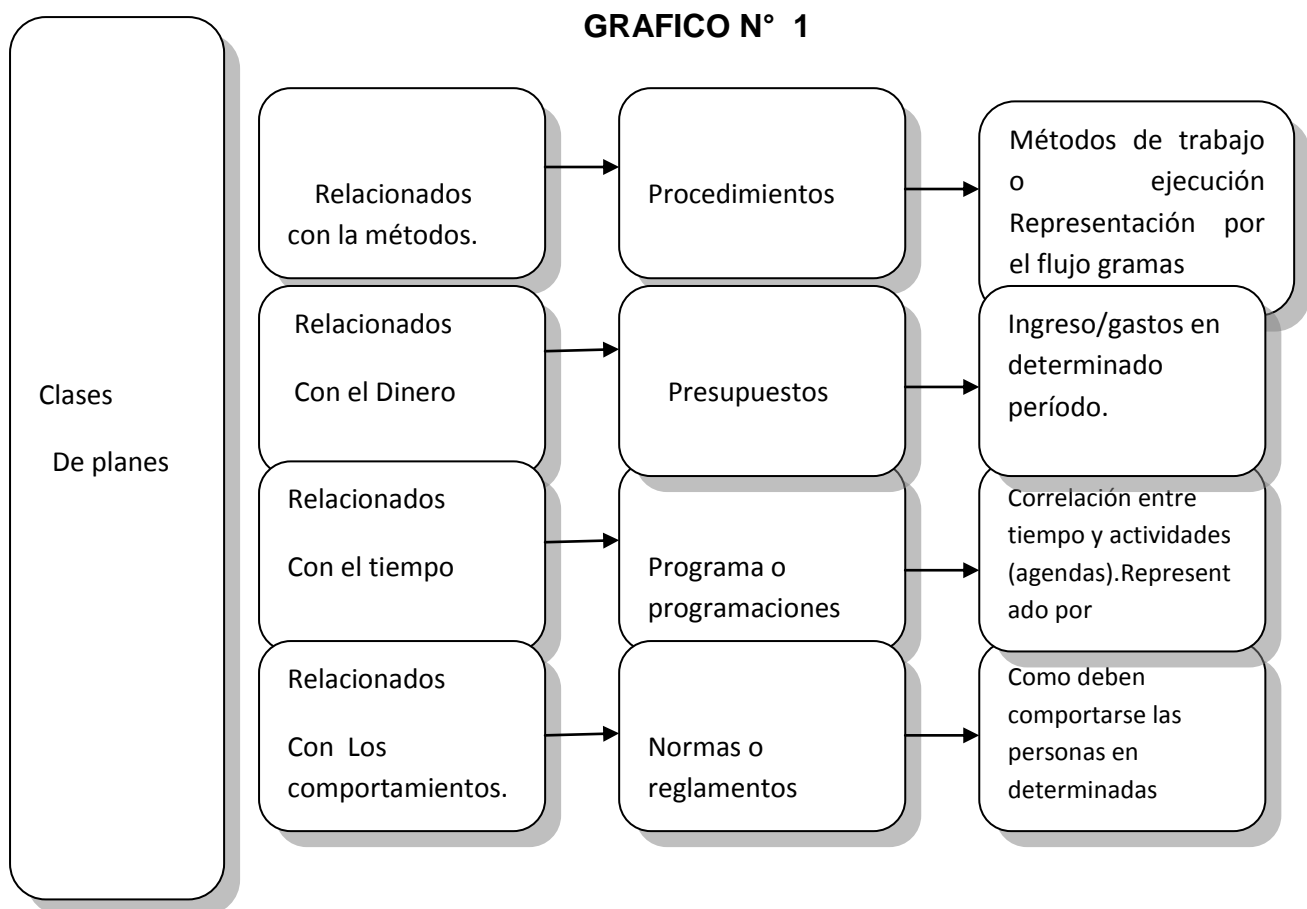 GRAFICO N° 1
Clases
De planes
Relacionados
con la métodos.
Procedimientos
Métodos de trabajo
o ejecución
Representación por
el flujo gramas
Relacionados
Con el Dinero
Presupuestos
Ingreso/gastos en
determinado
período.
Relacionados
Con el tiempo
Programa o
programaciones
Correlación entre
tiempo y actividades
(agendas).Represent
ado por
Relacionados
Con Los
comportamientos.
Normas o
reglamentos
Como deben
comportarse las
personas en
determinadas